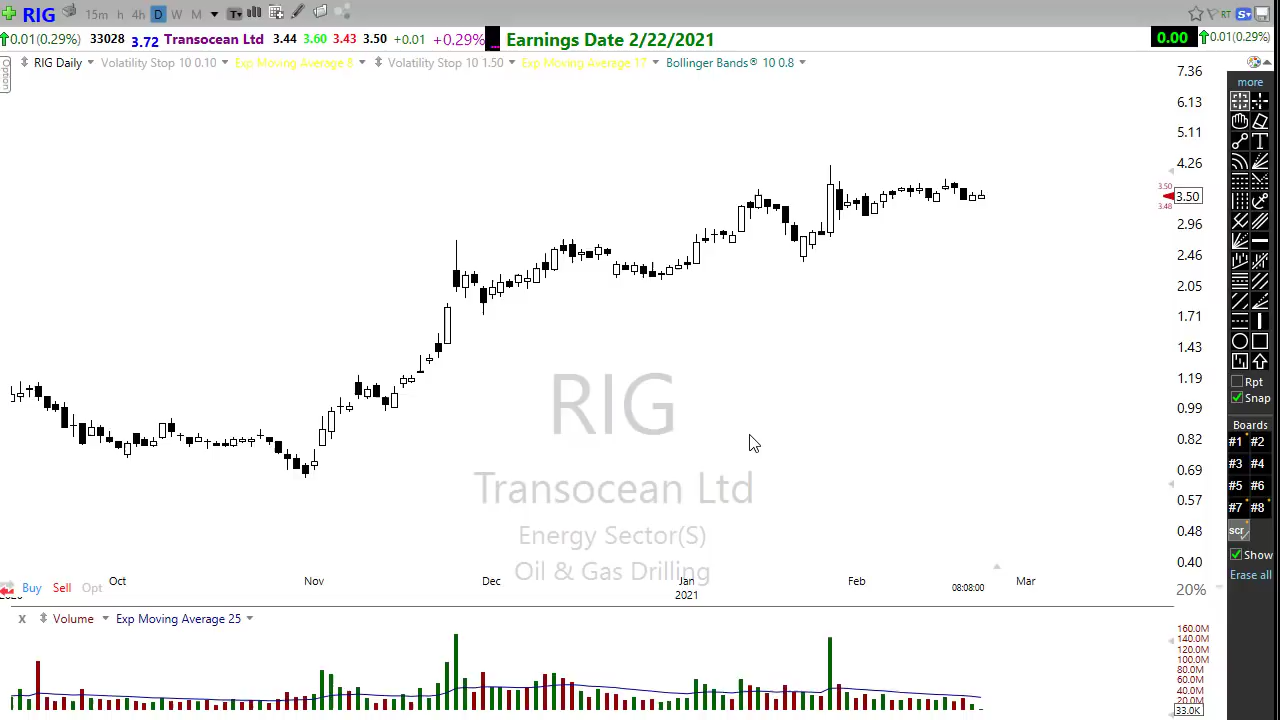 RIG 15m h 4h D W M T RT S
0.01(0.29%) 33028 3.72 Transocean Ltd 3.44 3.60 3.43 3.50 +0.01 +0.29% ... Earnings Date 2/22/2021 0.00 0.01(0.29%)
Option
RIG Daily Volatility Stop 10 0.10 Exp Moving Average 8 Volatility Stop 10 1.50 Exp Moving Average 17 Bollinger Bands® 10 0.8
7.36
6.13
5.11
4.26
3.50
3.50
3.48
2.96
2.46
2.05
1.71
1.43
1.19
0.99
0.82
0.69
0.57
0.48
0.40
20%
more
T
Rpt
Snap
Boards
#1 #2
#3 #4
#5 #6
#7 #8
scr
Show
Erase all
RIG
Transocean Ltd
Energy Sector(S)
Oil & Gas Drilling
Oct Nov Dec Jan Feb Mar
2021
08:08:00
Buy Sell Opt
X Volume Exp Moving Average 25
160.0M
140.0M
120.0M
100.0M
80.0M
60.0M
40.0M
20.0M
33.0K